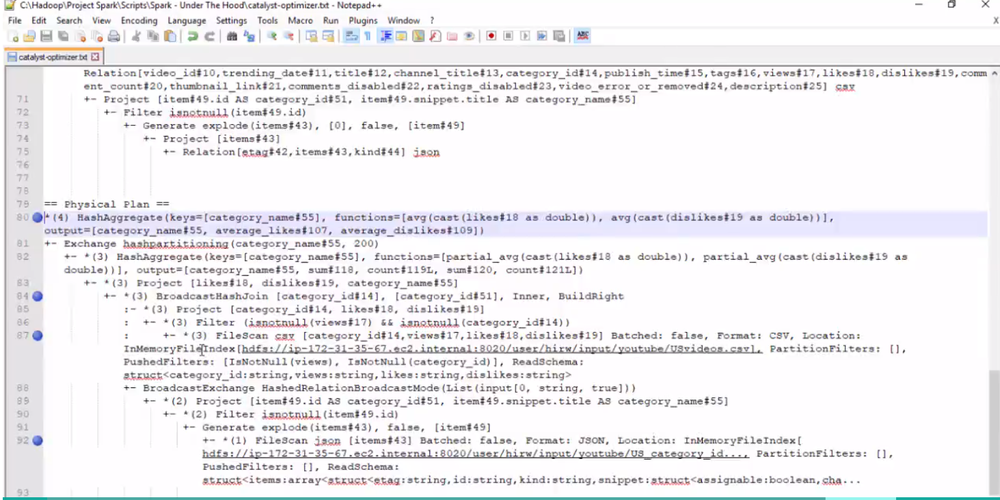 C:\Hadoop\Project Spark\Scripts\Spark - Under The Hood\catalyst-optimizer.txt - Notepad++
File Edit Search View Encoding Language Settings Tools Macro Run Plugins Window ? X
ABC
catalyst-optimizer.txt
Relation[video_id#10,trending_date#11,title#12,channel_title#13,category_id#14,publish_time#15,tags#16,views#17,likes#18,dislikes#19,comm
ent_count#20,thumbnail_link#21,comments_disabled#22,ratings_disabled#23,video_error_or_removed#24,description#25] csv
71 +- Project [item#49.id AS category_id#51, item#49.snippet.title AS category_name#55]
72 +- Filter isnotnull(item#49.id)
73 +- Generate explode(items#43), [0], false, [item#49]
74 +- Project [items#43]
75 +- Relation[etag#42,items#43,kind#44] json
76
77
78
79 == Physical Plan ==
80 *(4) HashAggregate(keys=[category_name#55], functions=[avg(cast(likes#18 as double)), avg(cast(dislikes#19 as double))],
output=[category_name#55, average_likes#107, average_dislikes#109])
81 +- Exchange hashpartitioning(category_name#55, 200)
82 +- *(3) HashAggregate(keys=[category_name#55], functions=[partial_avg(cast(likes#18 as double)), partial_avg(cast(dislikes#19 as
double))], output=[category_name#55, sum#118, count#119L, sum#120, count#121L])
83 +- *(3) Project [likes#18, dislikes#19, category_name#55]
84 +- *(3) BroadcastHashJoin [category_id#14], [category_id#51], Inner, BuildRight
85 :- *(3) Project [category_id#14, likes#18, dislikes#19]
86 : +- *(3) Filter (isnotnull(views#17) && isnotnull(category_id#14))
87 : +- *(3) FileScan csv [category_id#14,views#17,likes#18,dislikes#19] Batched: false, Format: CSV, Location:
InMemoryFileIndex[hdfs://ip-172-31-35-67.ec2.internal:8020/user/hirw/input/youtube/USvideos.csv], PartitionFilters: [],
PushedFilters: [IsNotNull(views), IsNotNull(category_id)], ReadSchema:
struct<category_id:string,views:string,likes:string,dislikes:string>
88 +- BroadcastExchange HashedRelationBroadcastMode(List(input[0, string, true]))
89 +- *(2) Project [item#49.id AS category_id#51, item#49.snippet.title AS category_name#55]
90 +- *(2) Filter isnotnull(item#49.id)
91 +- Generate explode(items#43), false, [item#49]
92 +- *(1) FileScan json [items#43] Batched: false, Format: JSON, Location: InMemoryFileIndex[
hdfs://ip-172-31-35-67.ec2.internal:8020/user/hirw/input/youtube/US_category_id..., PartitionFilters: [],
PushedFilters: [], ReadSchema:
struct<items:array<struct<etag:string,id:string,kind:string,snippet:struct<assignable:boolean,cha...
93